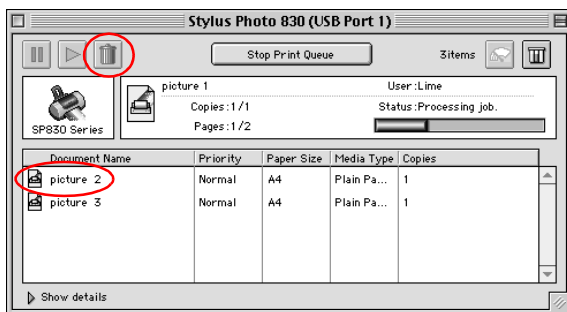 Stylus Photo 830 (USB Port 1)
Stop Print Queue
3items
SP830 Series
picture 1
User :Lime
Copies :1 /1
Status :Processing job.
Pages :1 /2
Document Name Priority Paper Size Media Type Copies
picture 2 Normal A4 Plain Pa... 1
picture 3 Normal A4 Plain Pa... 1
Show details